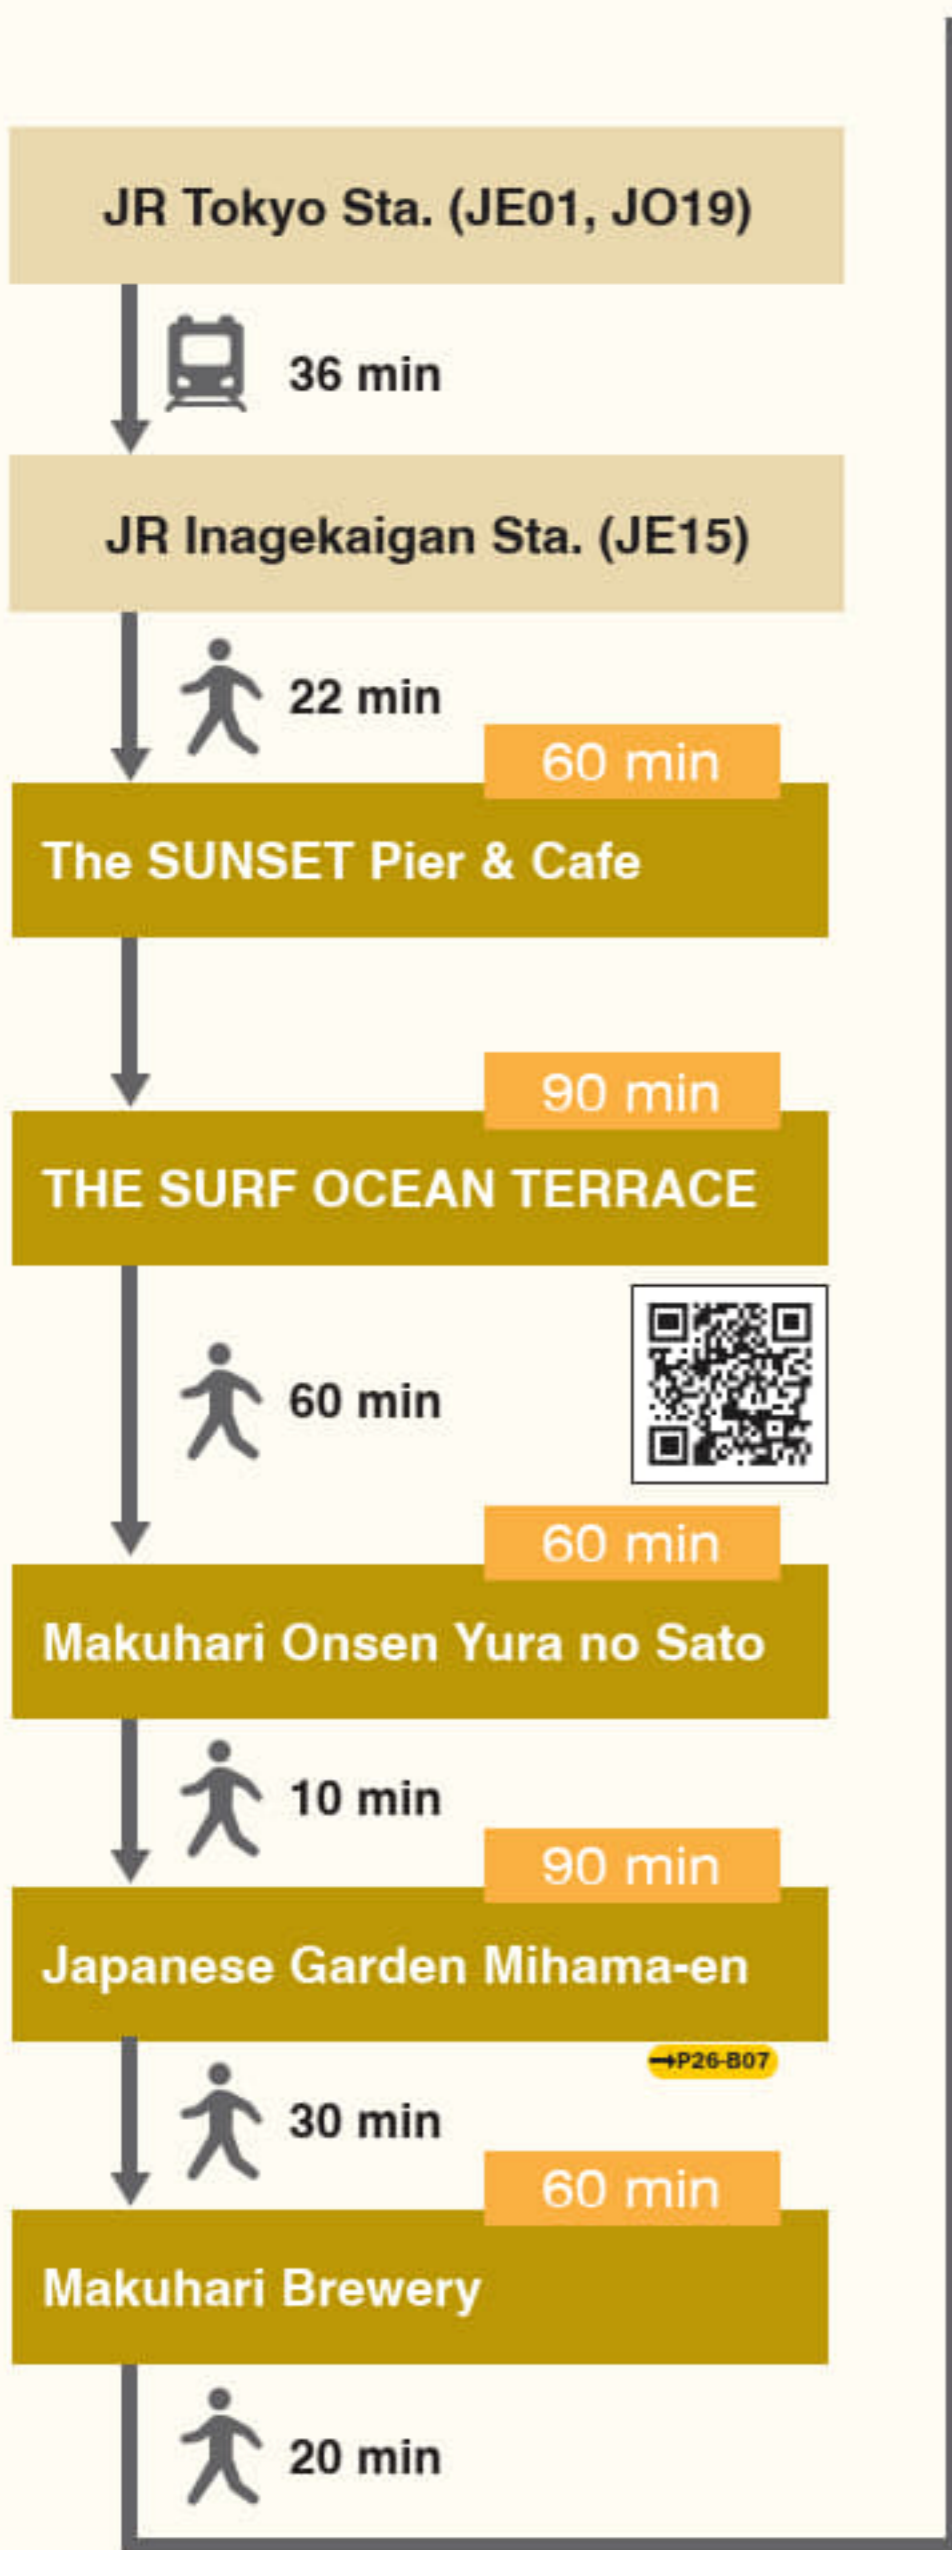 JR Tokyo Sta. (JE01, JO19)
36 min
JR Inagekaigan Sta. (JE15)
22 min
60 min
The SUNSET Pier & Cafe
90 min
THE SURF OCEAN TERRACE
60 min
60 min
Makuhari Onsen Yura no Sato
10 min
90 min
Japanese Garden Mihama-en
→P26-B07
30 min
60 min
Makuhari Brewery
20 min